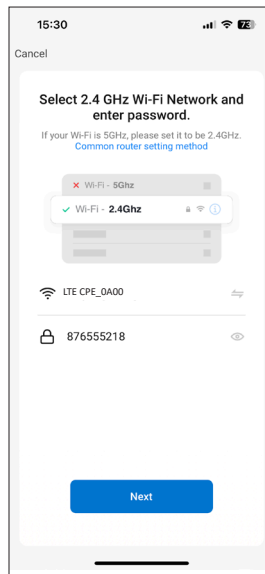 15:30
73
Cancel
Select 2.4 GHz Wi-Fi Network and
enter password.
If your Wi-Fi is 5GHz, please set it to be 2.4GHz.
Common router setting method
Wi-Fi - 5Ghz
Wi-Fi - 2.4Ghz
LTE CPE_0A00
876555218
Next